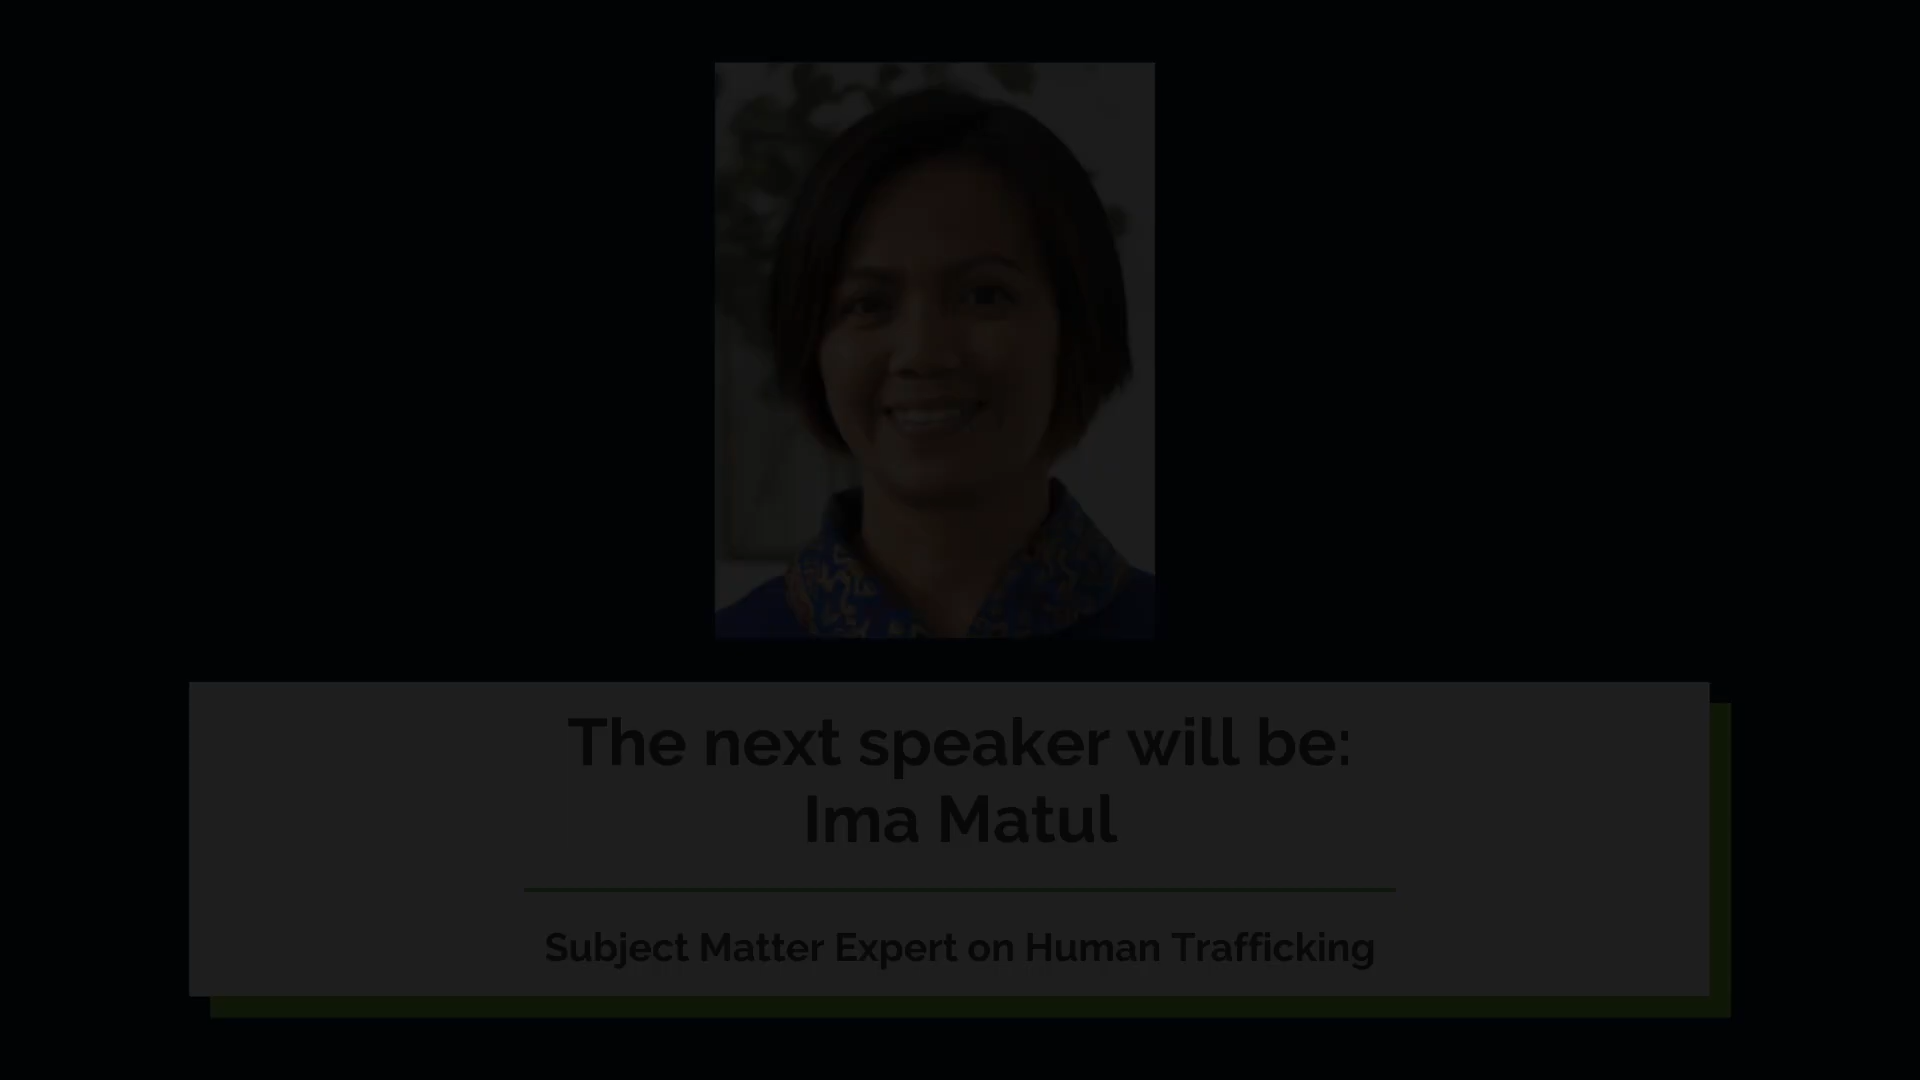 The next speaker will be:
Ima Matul
Subject Matter Expert on Human Trafficking